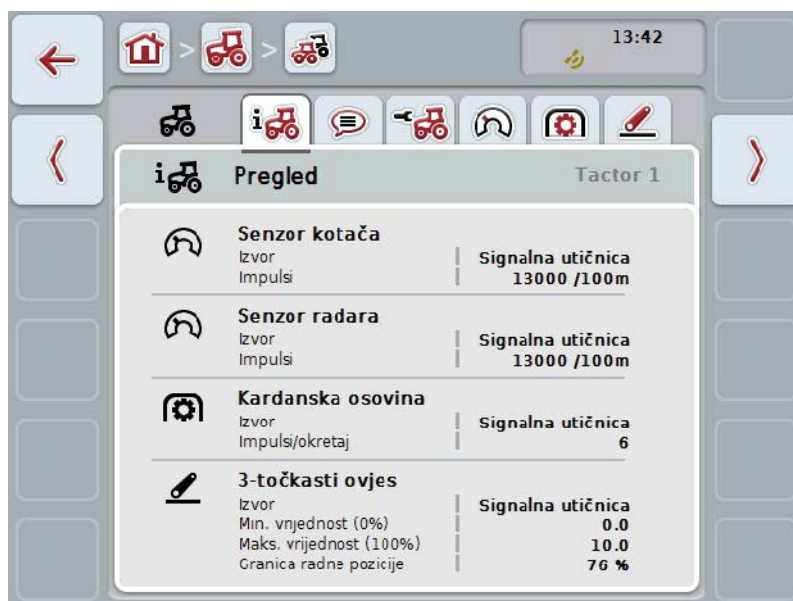 > >
13:42
i
i Pregled Tactor 1
Senzor kotača
Izvor Signalna utičnica
Impulsi 13000 /100m
Senzor radara
Izvor Signalna utičnica
Impulsi 13000 /100m
Kardanska osovina
Izvor Signalna utičnica
Impulsi/okretaj 6
3-točkasti ovjes
Izvor Signalna utičnica
Min. vrijednost (0%) 0.0
Maks. vrijednost (100%) 10.0
Granica radne pozicije 76 %